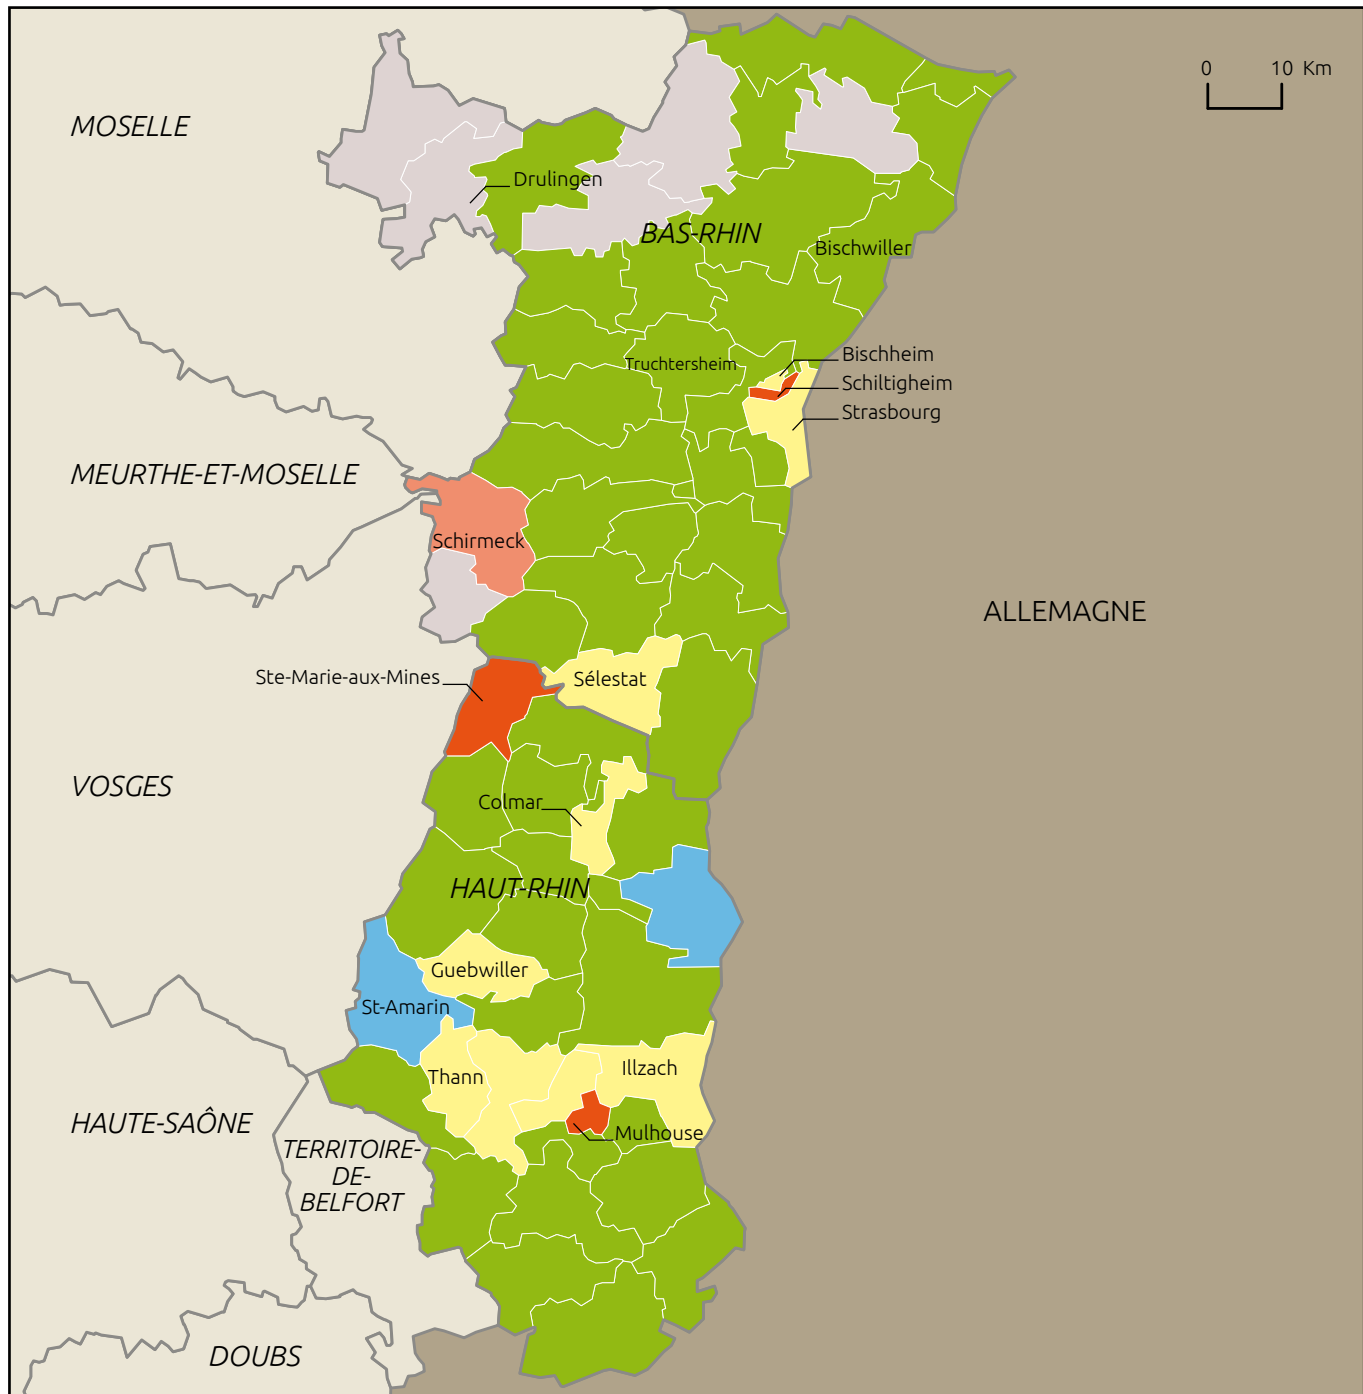 0 10 Km
MOSELLE
Drulingen
BAS-RHIN
Bischwiller
Bischheim
Truchtersheim
Schiltigheim
Strasbourg
MEURTHE-ET-MOSELLE
Schirmeck
ALLEMAGNE
Ste-Marie-aux-Mines
Sélestat
VOSGES
Colmar
HAUT-RHIN
Guebwiller
St-Amarin
Thann
Illzach
HAUTE-SAÔNE
Mulhouse
TERRITOIRE-
DE-
BELFORT
DOUBS